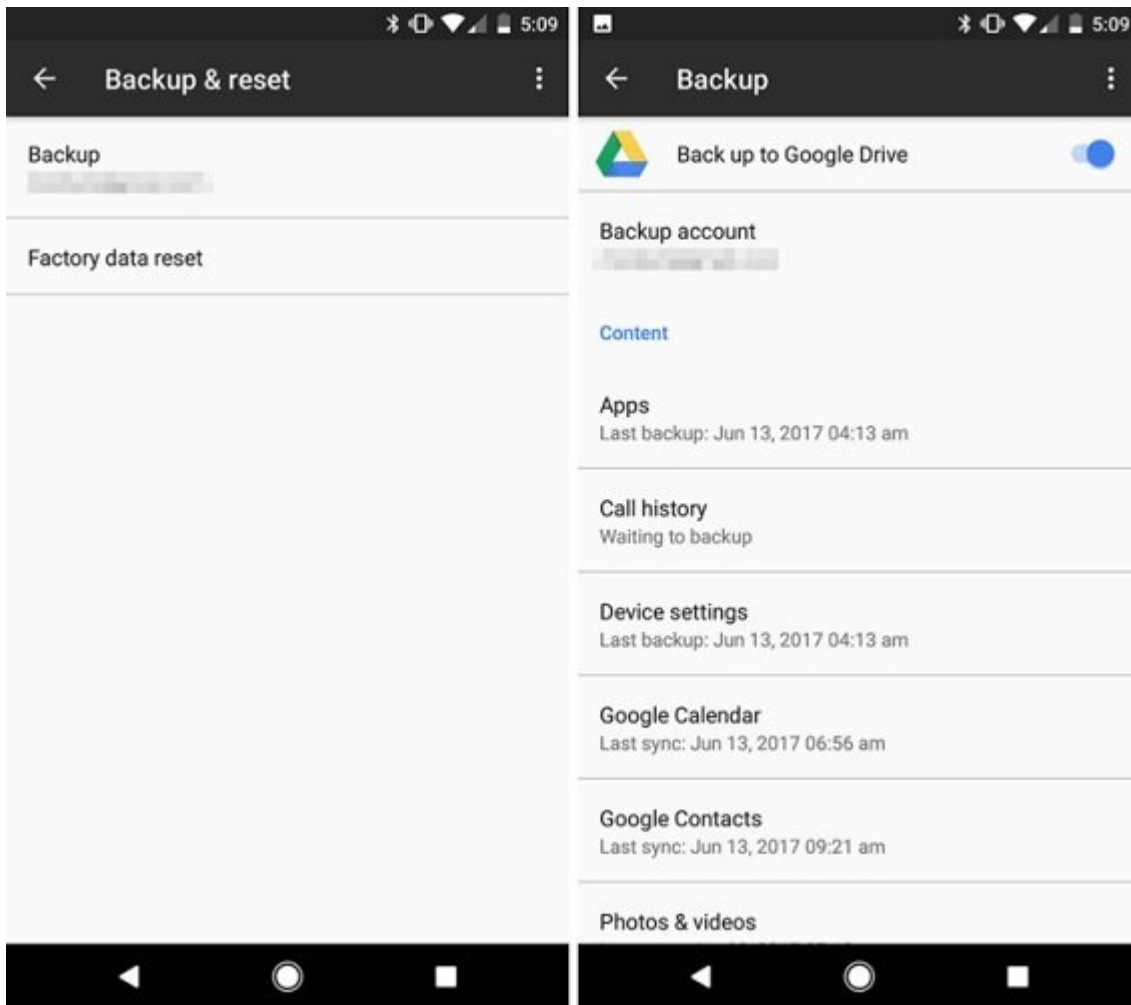 5:09
Backup & reset
Backup
Factory data reset
5:09
Backup
Back up to Google Drive
Backup account
Content
Apps
Last backup: Jun 13, 2017 04:13 am
Call history
Waiting to backup
Device settings
Last backup: Jun 13, 2017 04:13 am
Google Calendar
Last sync: Jun 13, 2017 06:56 am
Google Contacts
Last sync: Jun 13, 2017 09:21 am
Photos & videos